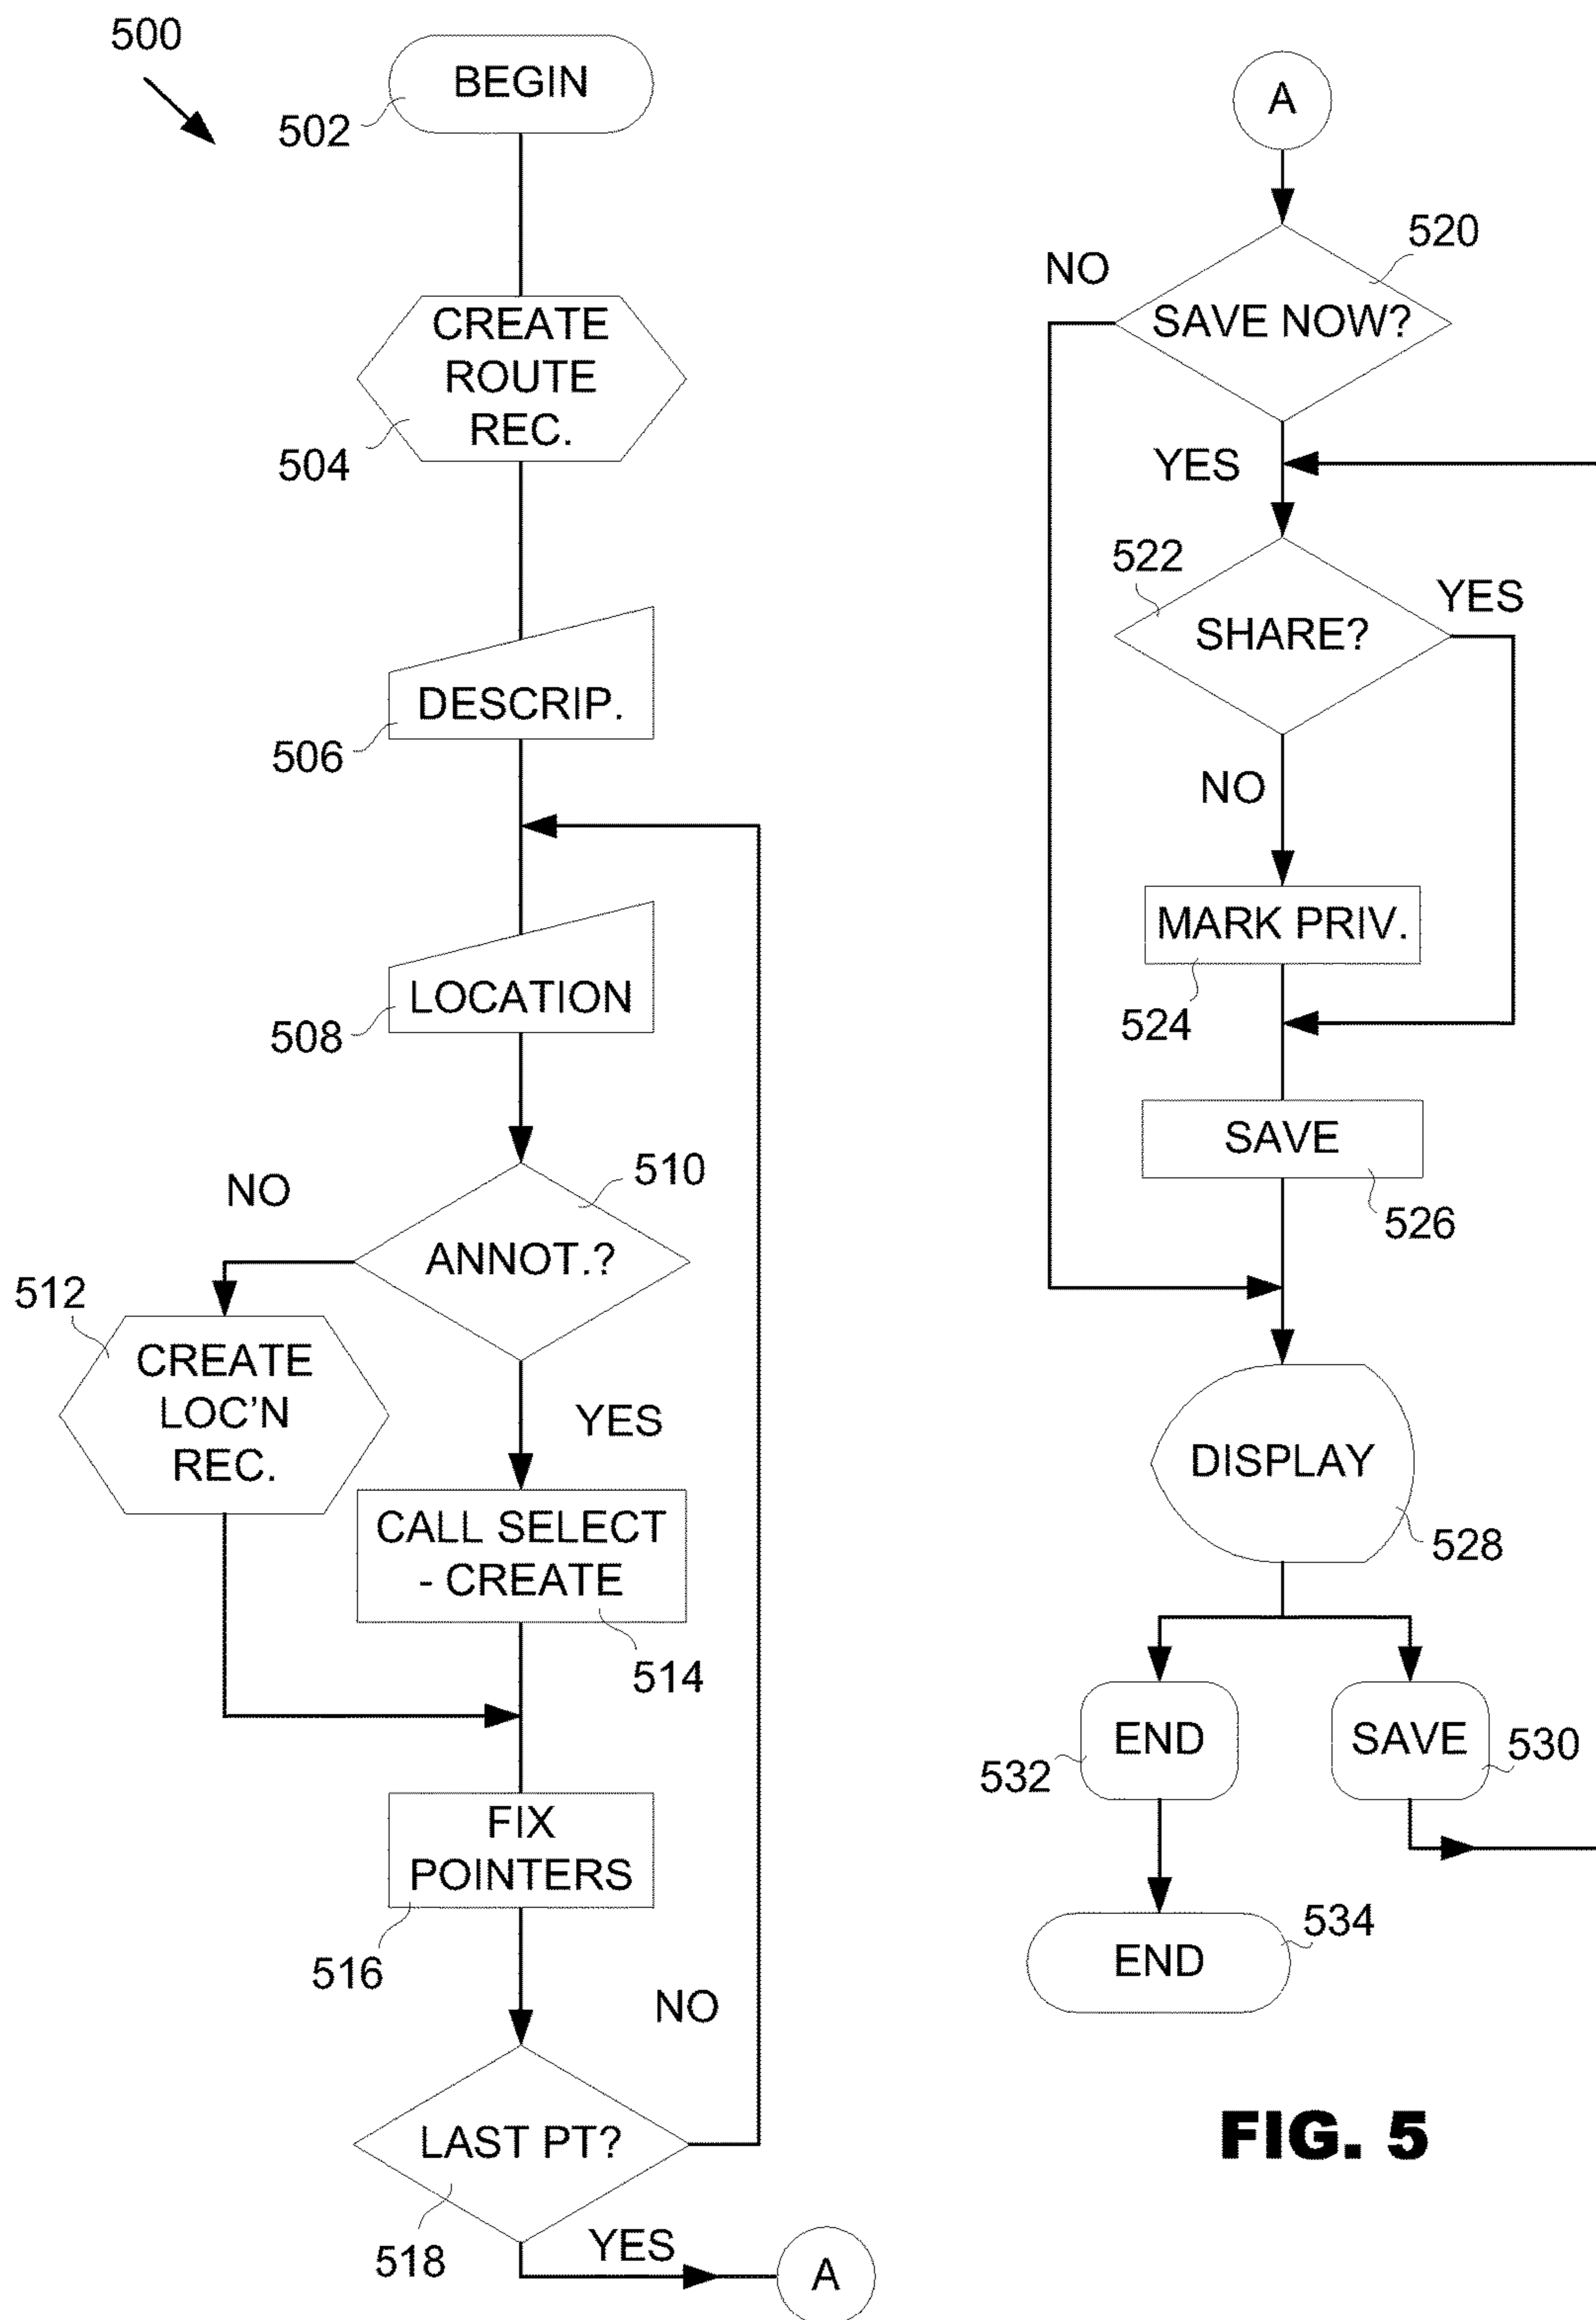 500
BEGIN
502
CREATE
ROUTE
REC.
504
DESCRIP.
506
LOCATION
508
510
NO
ANNOT.?
512
CREATE
LOC'N
REC.
YES
CALL SELECT
- CREATE
514
FIX
POINTERS
516
NO
LAST PT?
518
YES
A
A
520
NO
SAVE NOW?
YES
522
YES
SHARE?
NO
MARK PRIV.
524
SAVE
526
DISPLAY
528
END
532
SAVE
530
534
END
FIG. 5